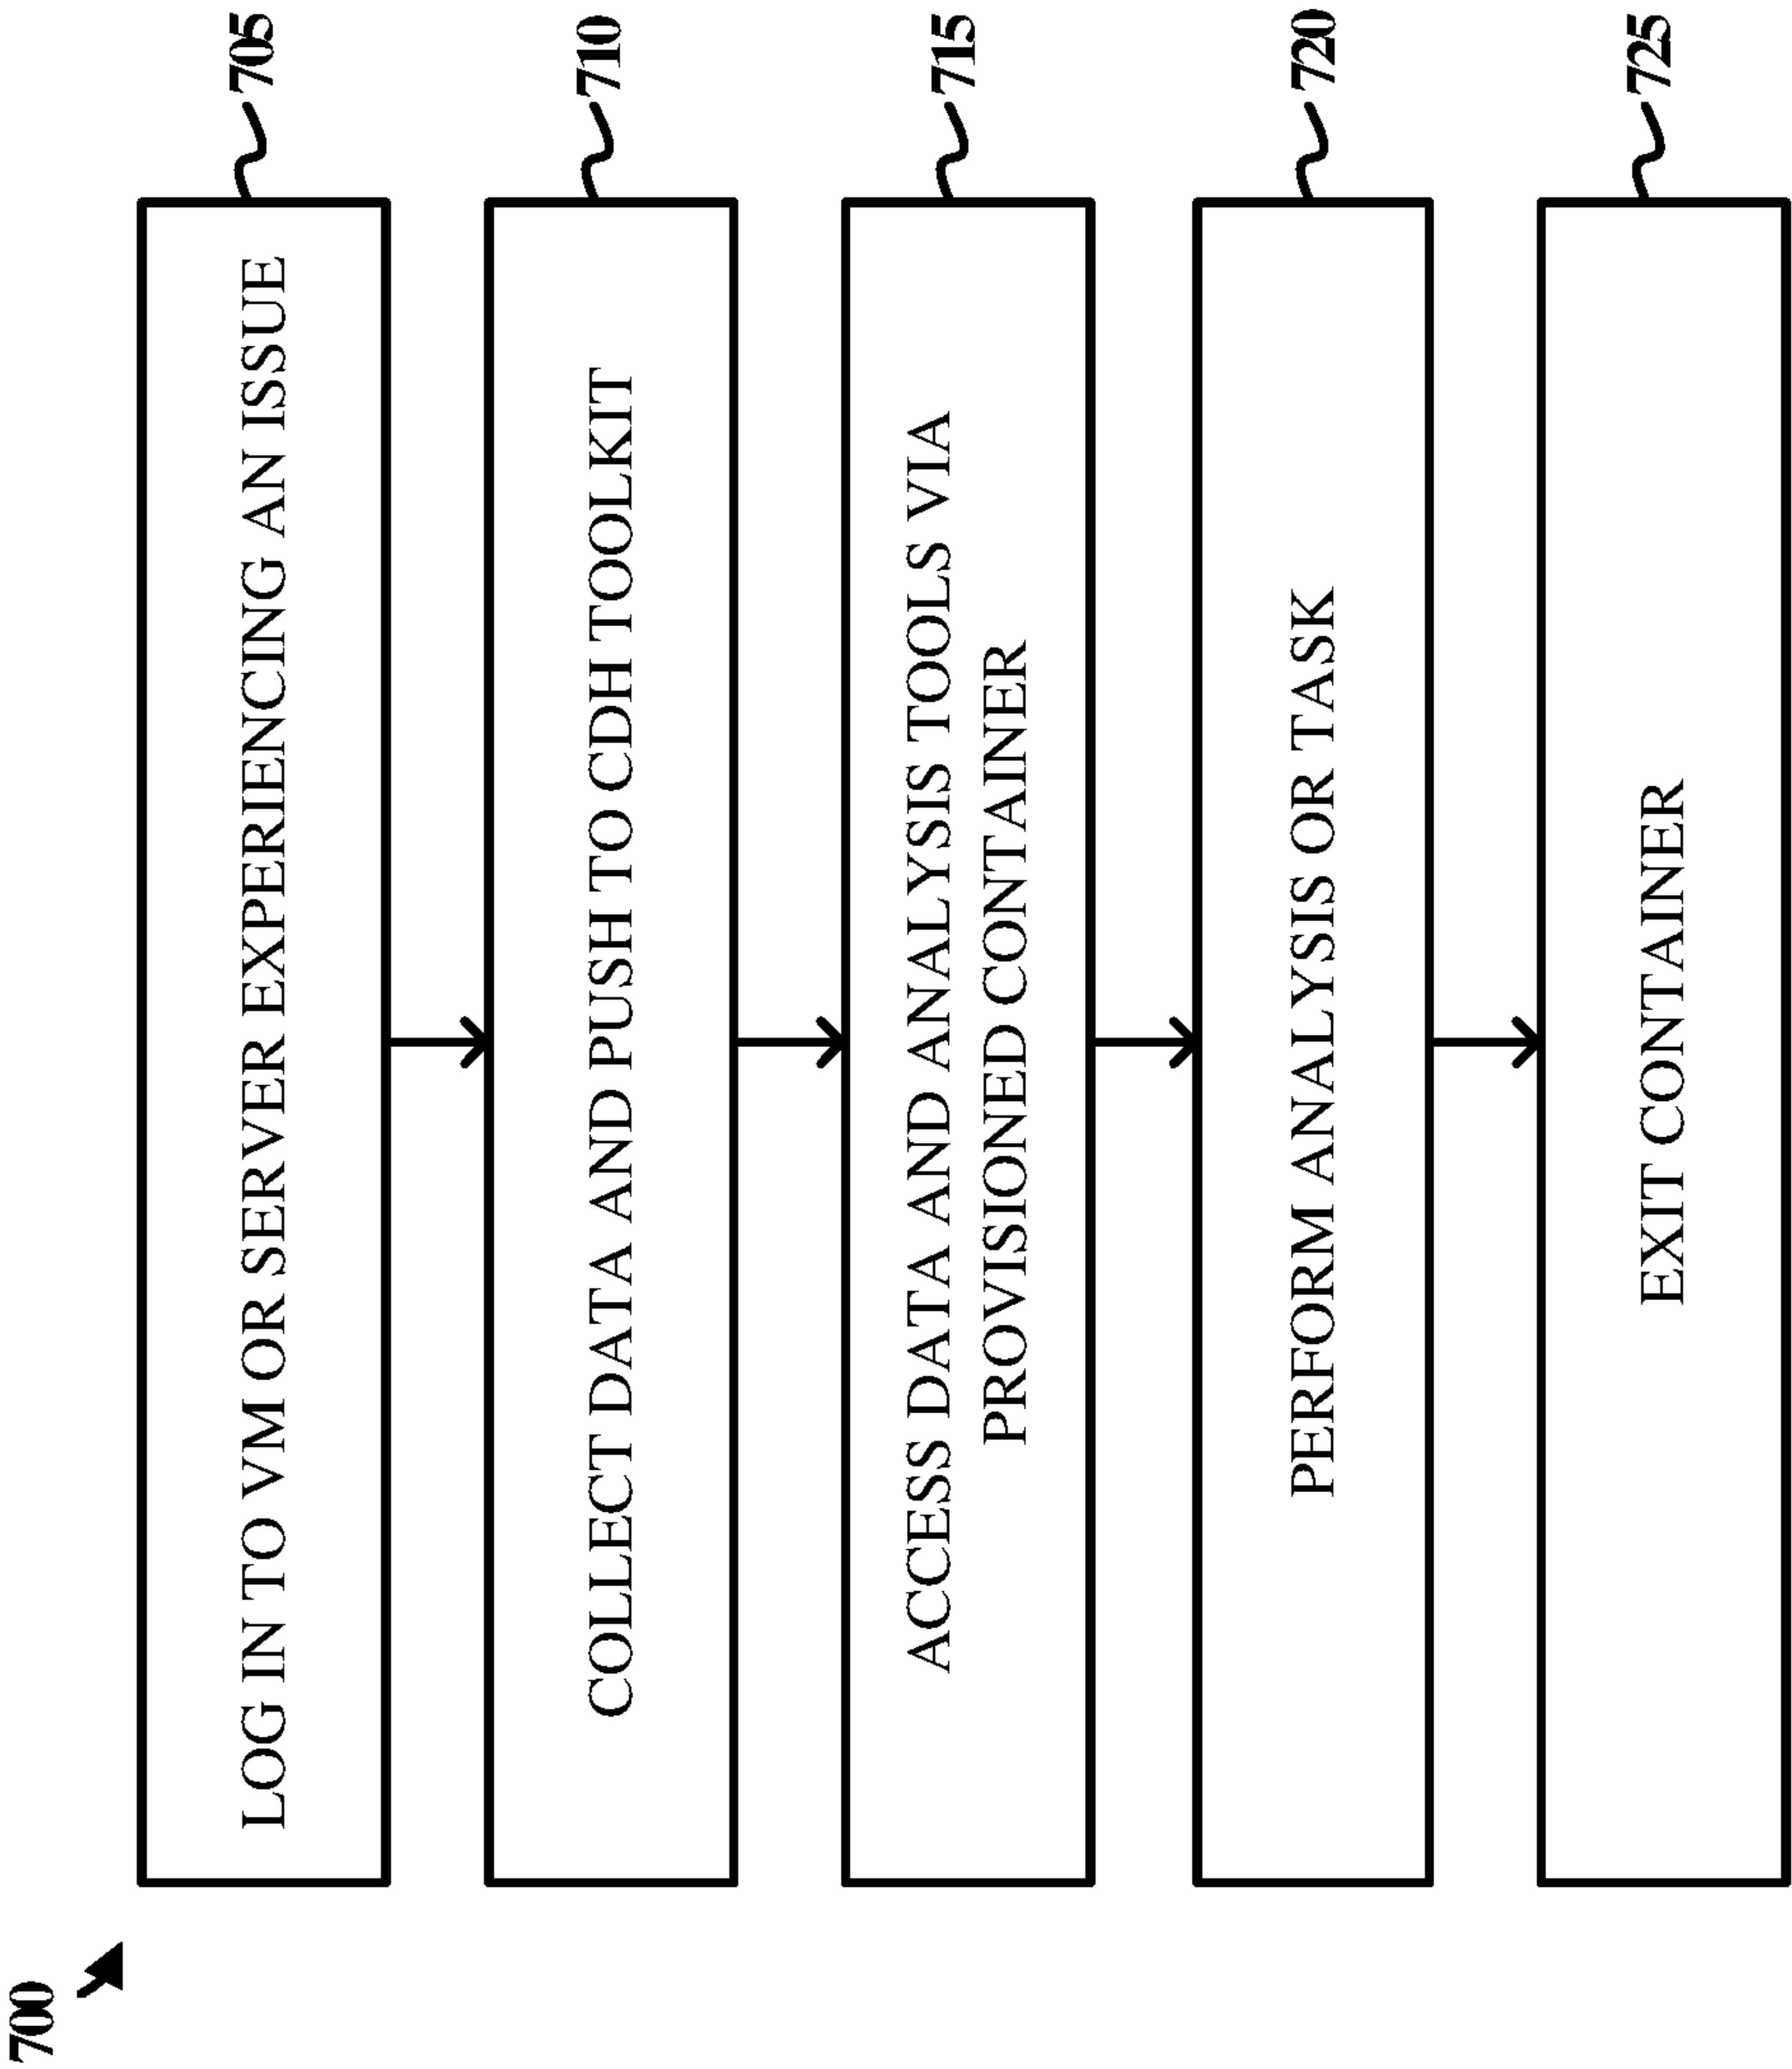 700
LOG IN TO VM OR SERVER EXPERIENCING AN ISSUE
705
COLLECT DATA AND PUSH TO CDH TOOLKIT
710
ACCESS DATA AND ANALYSIS TOOLS VIA
PROVISIONED CONTAINER
715
PERFORM ANALYSIS OR TASK
720
EXIT CONTAINER
725